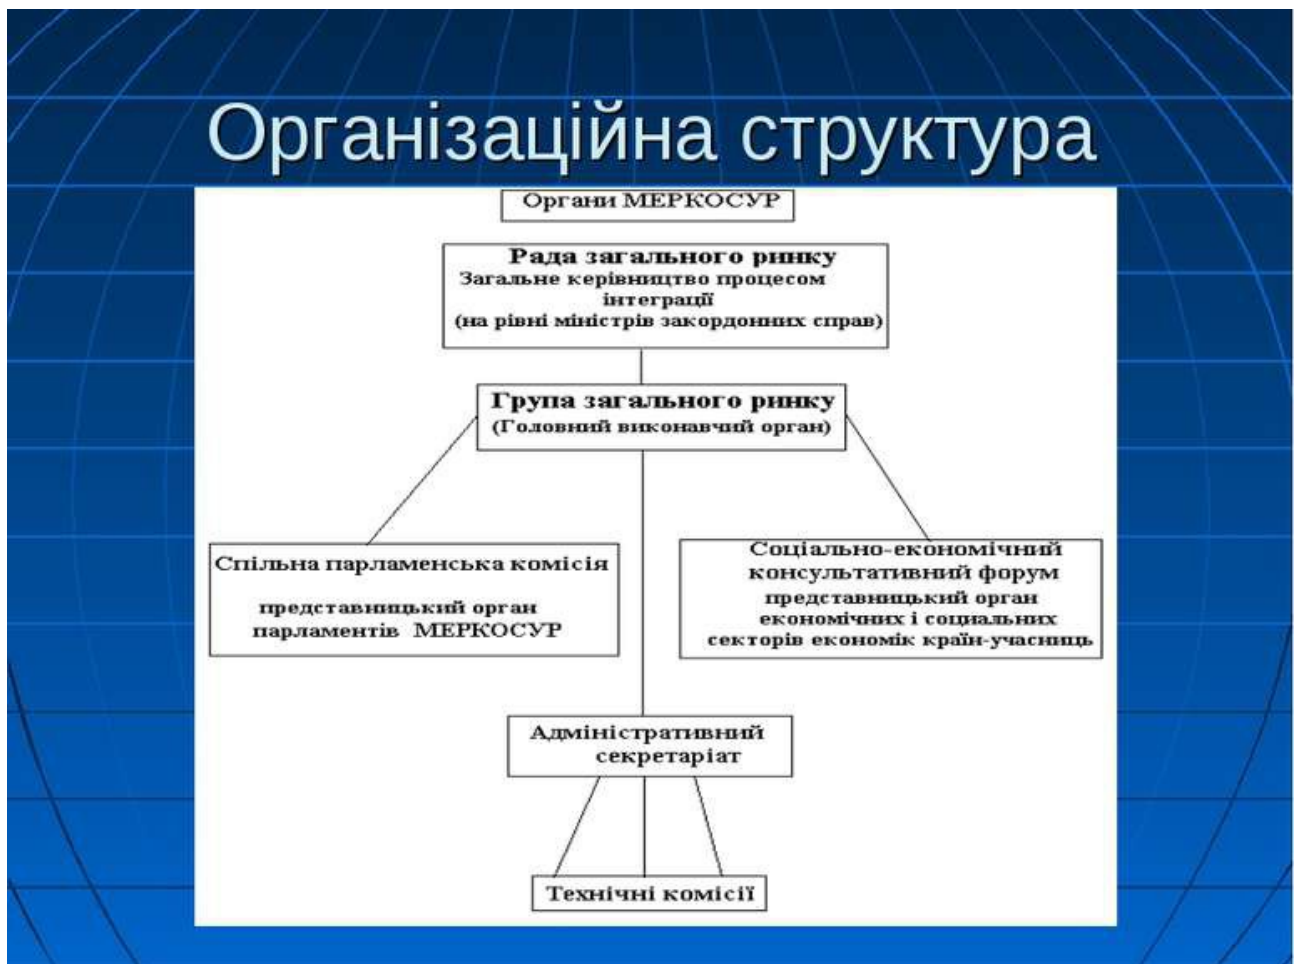 Організаційна структура
Органи МЕРКОСУР
Рада загального ринку
Загальне керівництво процесом
інтеграції
(на рівні міністрів закордонних справ)
Група загального ринку
(Головний виконавчий орган)
Спільна парламенська комісія
представницький орган
парламентів МЕРКОСУР
Соціально-економічний
консультативний форум
представницький орган
економічних і социальних
секторів економік країн-учасниць
Адміністративний
секретаріат
Технічні комісії